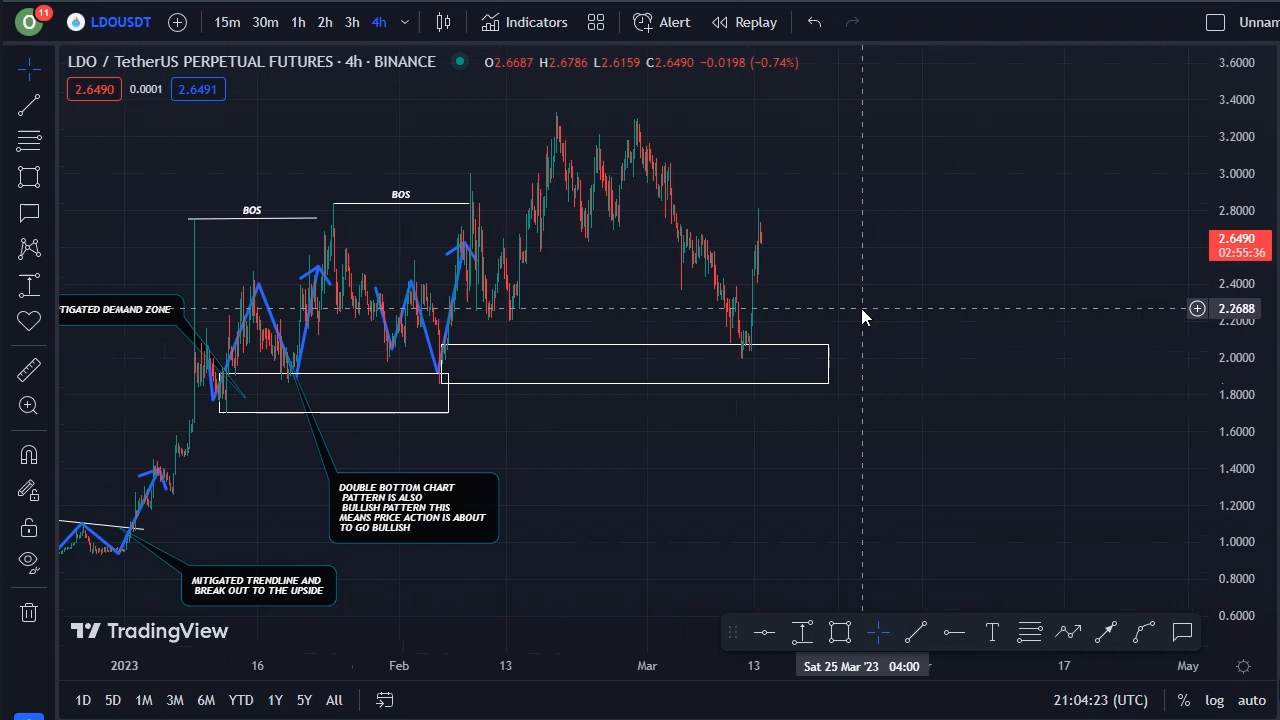 O 11 LDOUSDT 15m 30m 1h 2h 3h 4h Indicators Alert Replay Unnam
LDO / TetherUS PERPETUAL FUTURES · 4h · BINANCE O2.6687 H2.6786 L2.6159 C2.6490 −0.0198 (−0.74%)
2.6490 0.0001 2.6491
3.6000
3.4000
3.2000
3.0000
2.8000
2.6490
02:55:36
2.4000
2.2688
2.2000
2.0000
1.8000
1.6000
1.4000
1.2000
1.0000
0.8000
0.6000
BOS
BOS
TIGATED DEMAND ZONE
DOUBLE BOTTOM CHART
PATTERN IS ALSO
BULLISH PATTERN THIS
MEANS PRICE ACTION IS ABOUT
TO GO BULLISH
MITIGATED TRENDLINE AND
BREAK OUT TO THE UPSIDE
TradingView
T
2023 16 Feb 13 Mar 13 Sat 25 Mar '23 04:00 17 May
1D 5D 1M 3M 6M YTD 1Y 5Y All 21:04:23 (UTC) % log auto